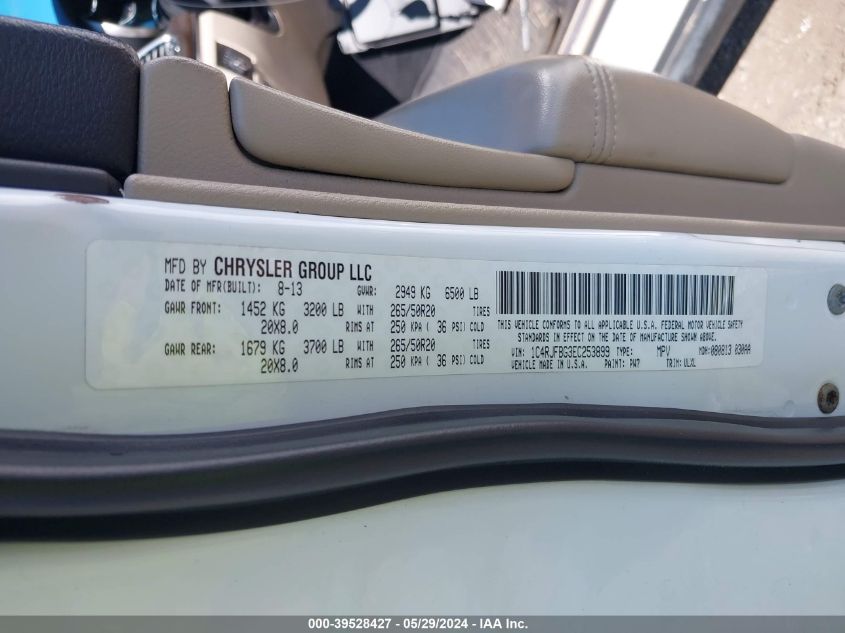 MFD BY CHRYSLER GROUP LLC
DATE OF MFR(BUILT): 8-13 GVWR: 2949 KG 6500 LB
GAWR FRONT: 1452 KG 3200 LB WITH 265/50R20 TIRES
20X8.0 RIMS AT 250 KPA ( 36 PSI) COLD
GAWR REAR: 1679 KG 3700 LB WITH 265/50R20 TIRES
20X8.0 RIMS AT 250 KPA ( 36 PSI) COLD
THIS VEHICLE CONFORMS TO ALL APPLICABLE U.S.A. FEDERAL MOTOR VEHICLE SAFETY
STANDARDS IN EFFECT ON THE DATE OF MANUFACTURE SHOWN ABOVE.
VIN: 1C4RJFBG3EC253899 TYPE: MPV MDH: 080813 030AA
VEHICLE MADE IN U.S.A. PAINT: PW7 TRIM: ULXL
000-39528427 - 05/29/2024 - IAA Inc.